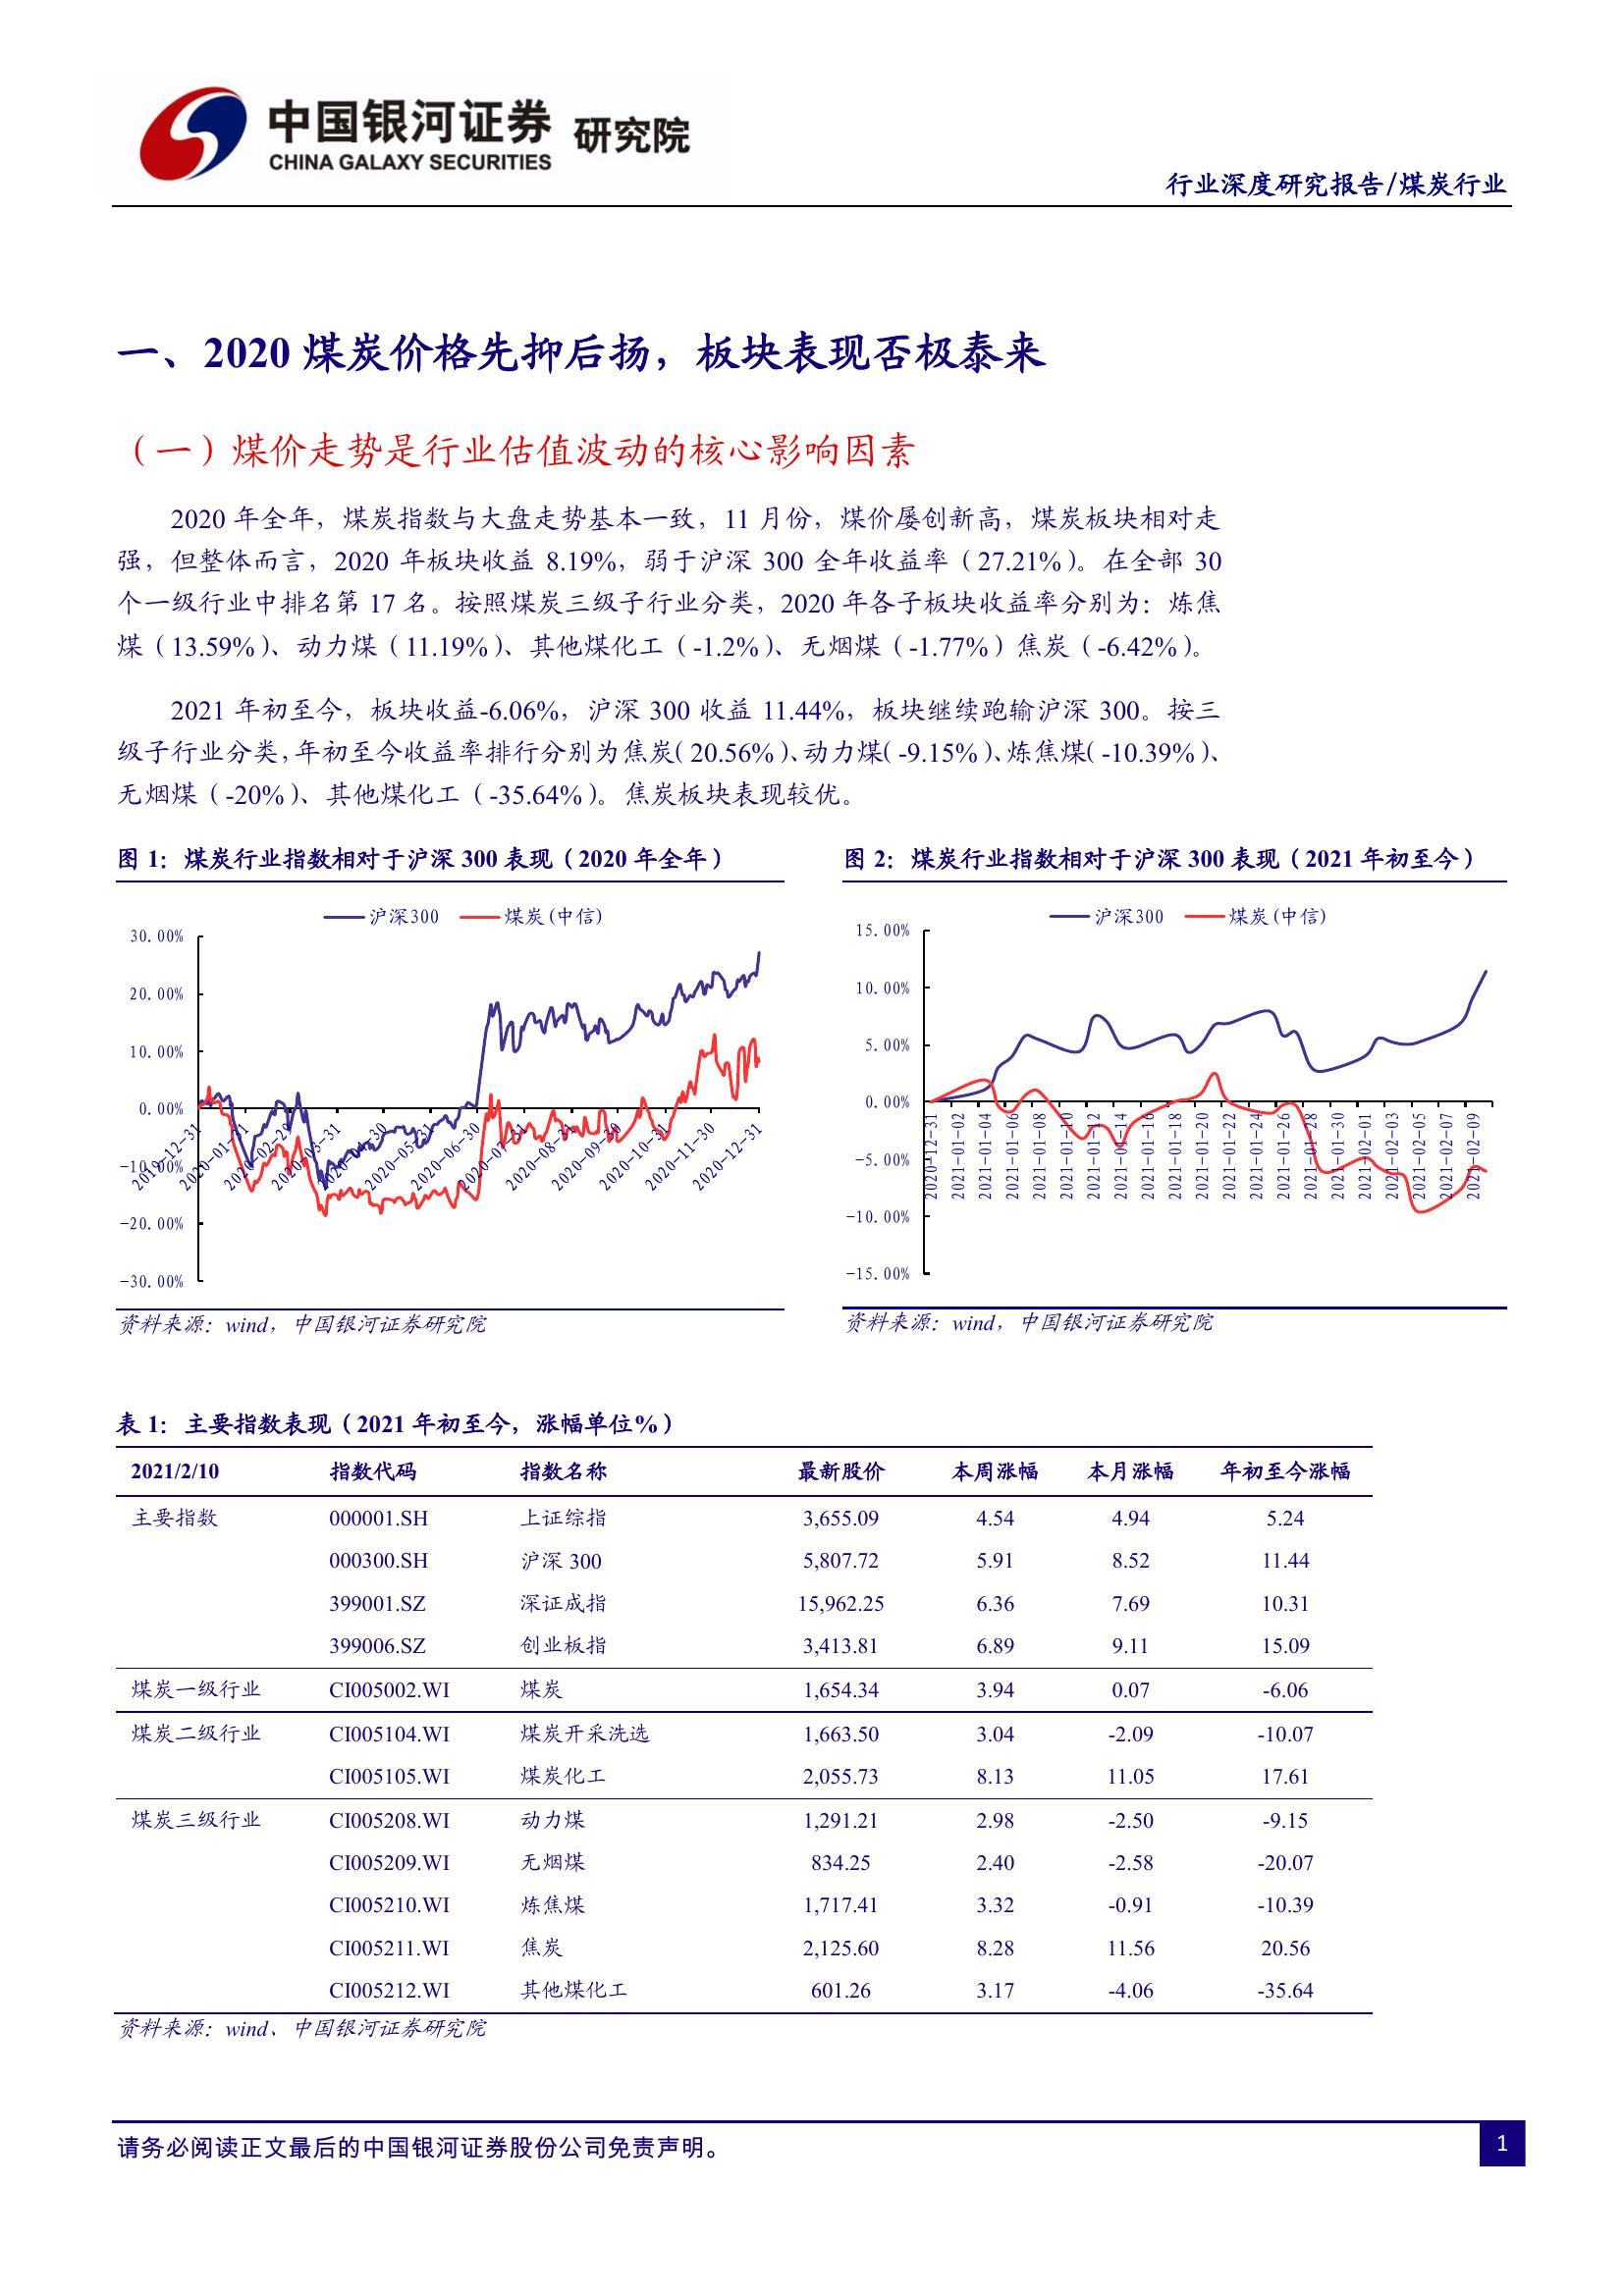 中国银河证券 研究院
CHINA GALAXY SECURITIES
行业深度研究报告/煤炭行业
一、2020 煤炭价格先抑后扬，板块表现否极泰来
（一）煤价走势是行业估值波动的核心影响因素
2020 年全年，煤炭指数与大盘走势基本一致，11 月份，煤价屡创新高，煤炭板块相对走
强，但整体而言，2020 年板块收益 8.19%，弱于沪深 300 全年收益率（27.21%）。在全部 30
个一级行业中排名第 17 名。按照煤炭三级子行业分类，2020 年各子板块收益率分别为：炼焦
煤（13.59%）、动力煤（11.19%）、其他煤化工（-1.2%）、无烟煤（-1.77%）焦炭（-6.42%）。
2021 年初至今，板块收益-6.06%，沪深 300 收益 11.44%，板块继续跑输沪深 300。按三
级子行业分类，年初至今收益率排行分别为焦炭（20.56%）、动力煤（-9.15%）、炼焦煤（-10.39%）、
无烟煤（-20%）、其他煤化工（-35.64%）。焦炭板块表现较优。
图 1：煤炭行业指数相对于沪深 300 表现（2020 年全年）
沪深300 煤炭(中信)
30.00%
20.00%
10.00%
0.00%
-10.00%
-20.00%
-30.00%
2019-12-31
2020-01-31
2020-02-29
2020-03-31
2020-04-30
2020-05-31
2020-06-30
2020-07-31
2020-08-31
2020-09-30
2020-10-31
2020-11-30
2020-12-31
资料来源：wind，中国银河证券研究院
图 2：煤炭行业指数相对于沪深 300 表现（2021 年初至今）
沪深300 煤炭(中信)
15.00%
10.00%
5.00%
0.00%
-5.00%
-10.00%
-15.00%
2020-12-31
2021-01-02
2021-01-04
2021-01-06
2021-01-08
2021-01-10
2021-01-12
2021-01-14
2021-01-16
2021-01-18
2021-01-20
2021-01-22
2021-01-24
2021-01-26
2021-01-28
2021-01-30
2021-02-01
2021-02-03
2021-02-05
2021-02-07
2021-02-09
资料来源：wind，中国银河证券研究院
表 1：主要指数表现（2021 年初至今，涨幅单位%）
2021/2/10 指数代码 指数名称 最新股价 本周涨幅 本月涨幅 年初至今涨幅
主要指数 000001.SH 上证综指 3,655.09 4.54 4.94 5.24
000300.SH 沪深 300 5,807.72 5.91 8.52 11.44
399001.SZ 深证成指 15,962.25 6.36 7.69 10.31
399006.SZ 创业板指 3,413.81 6.89 9.11 15.09
煤炭一级行业 CI005002.WI 煤炭 1,654.34 3.94 0.07 -6.06
煤炭二级行业 CI005104.WI 煤炭开采洗选 1,663.50 3.04 -2.09 -10.07
CI005105.WI 煤炭化工 2,055.73 8.13 11.05 17.61
煤炭三级行业 CI005208.WI 动力煤 1,291.21 2.98 -2.50 -9.15
CI005209.WI 无烟煤 834.25 2.40 -2.58 -20.07
CI005210.WI 炼焦煤 1,717.41 3.32 -0.91 -10.39
CI005211.WI 焦炭 2,125.60 8.28 11.56 20.56
CI005212.WI 其他煤化工 601.26 3.17 -4.06 -35.64
资料来源：wind、中国银河证券研究院
请务必阅读正文最后的中国银河证券股份公司免责声明。
1